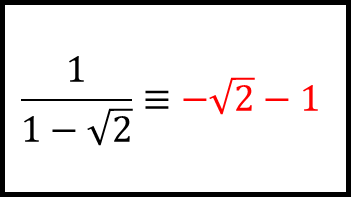 1/(1 − √2) ≡ −√2 − 1